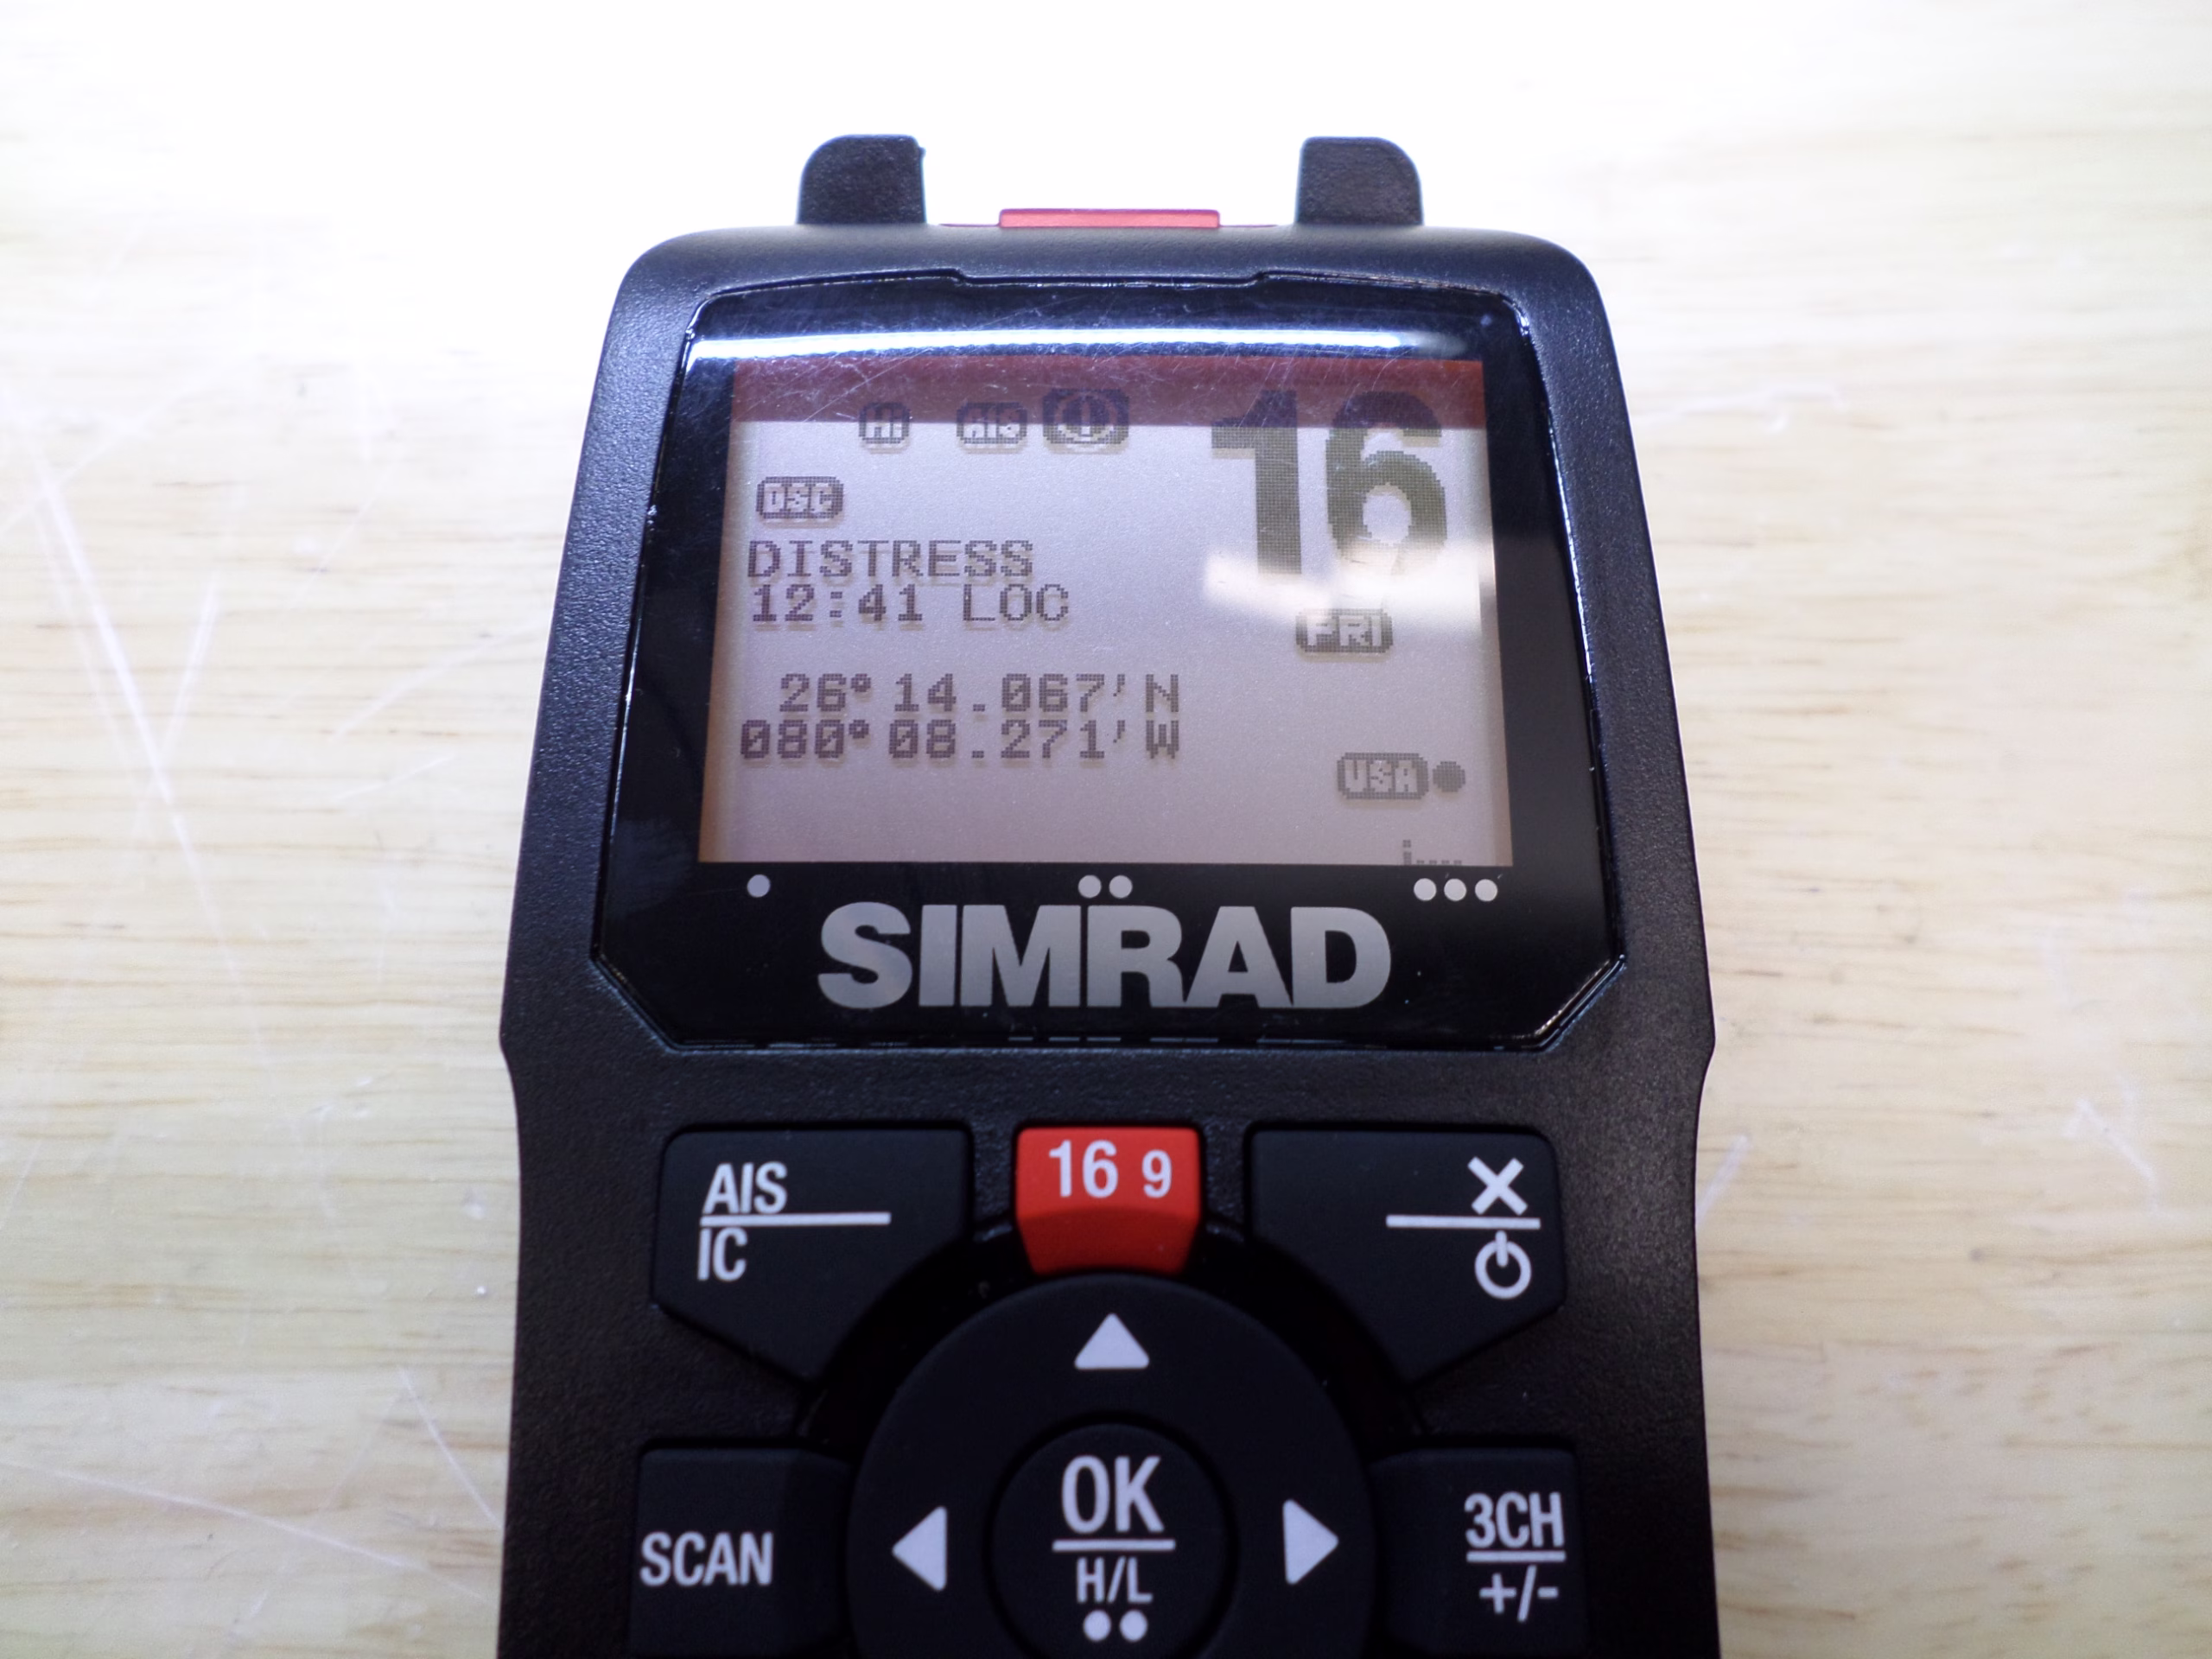 HI AIS 16
DSC
DISTRESS
12:41 LOC
FRI
26°14.067'N
080°08.271'W
USA
SIMRAD
AIS
IC
16 9
SCAN
OK
H/L
3CH
+/-